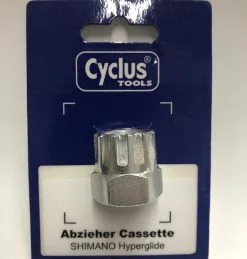 Cyclus
TOOLS
Abzieher Cassette
SHIMANO Hyperglide